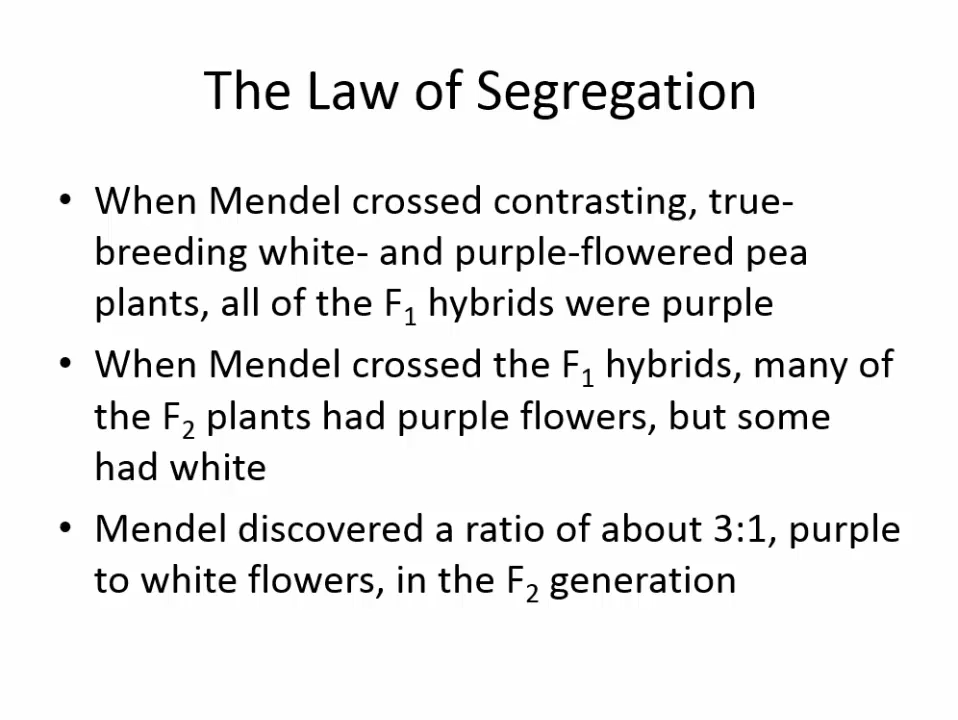 The Law of Segregation
• When Mendel crossed contrasting, true-
breeding white- and purple-flowered pea
plants, all of the F₁ hybrids were purple
• When Mendel crossed the F₁ hybrids, many of
the F₂ plants had purple flowers, but some
had white
• Mendel discovered a ratio of about 3:1, purple
to white flowers, in the F₂ generation